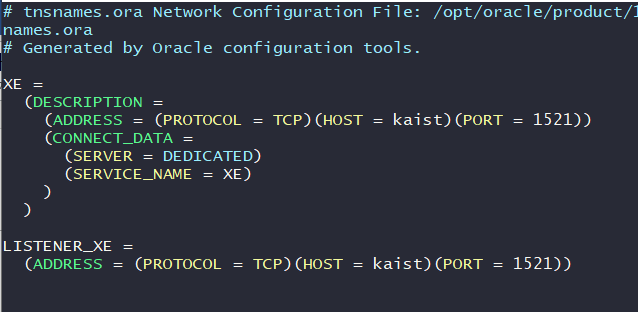 # tnsnames.ora Network Configuration File: /opt/oracle/product/1
names.ora
# Generated by Oracle configuration tools.

XE =
  (DESCRIPTION =
    (ADDRESS = (PROTOCOL = TCP)(HOST = kaist)(PORT = 1521))
    (CONNECT_DATA =
      (SERVER = DEDICATED)
      (SERVICE_NAME = XE)
    )
  )

LISTENER_XE =
  (ADDRESS = (PROTOCOL = TCP)(HOST = kaist)(PORT = 1521))